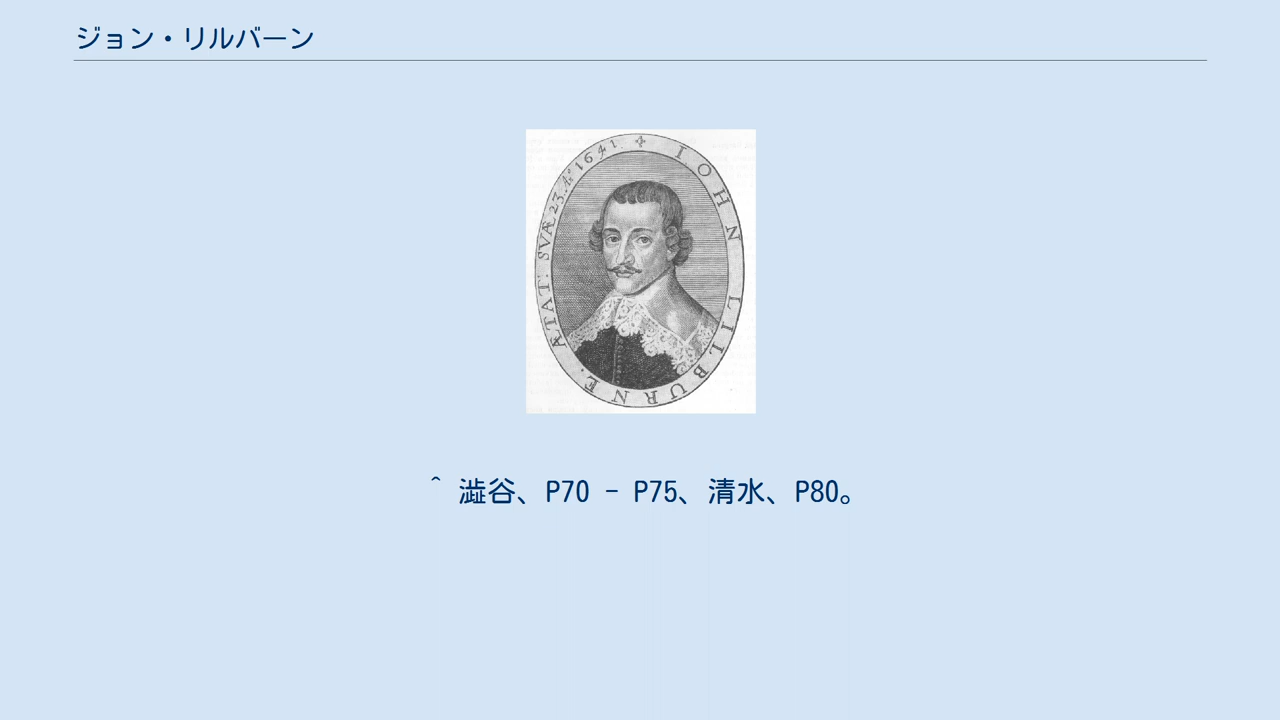 ジョン・リルバーン
IOHN LILBURNE. ÆTAT: SVÆ 23. A° 1641.
^ 澁谷、P70 - P75、清水、P80。